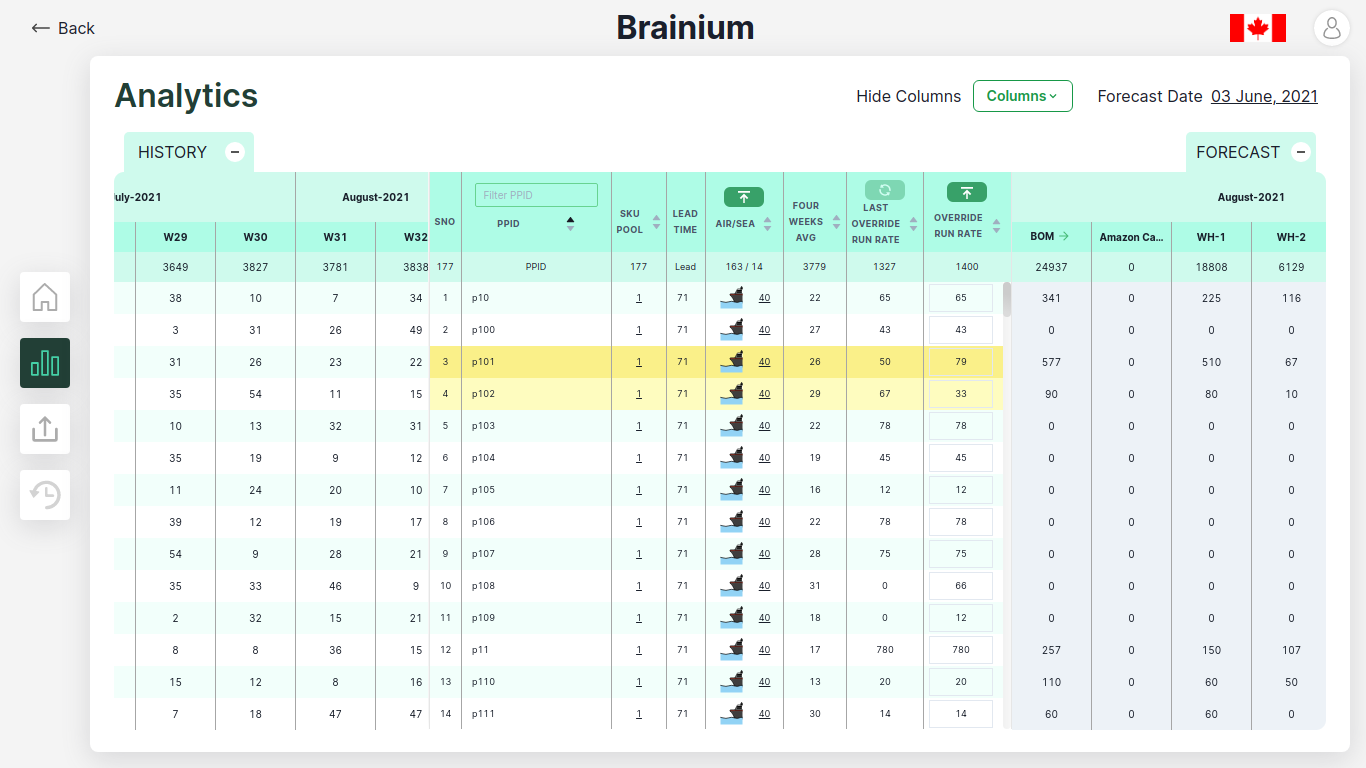 Back
Brainium
Analytics
Hide Columns Columns Forecast Date 03 June, 2021
HISTORY FORECAST
uly-2021 August-2021 SNO Filter PPID PPID SKU POOL LEAD TIME AIR/SEA FOUR WEEKS AVG LAST OVERRIDE RUN RATE OVERRIDE RUN RATE August-2021
W29 W30 W31 W32 BOM Amazon Ca... WH-1 WH-2
3649 3827 3781 3838 177 PPID 177 Lead 163 / 14 3779 1327 1400 24937 0 18808 6129
38 10 7 34 1 p10 1 71 40 22 65 65 341 0 225 116
3 31 26 49 2 p100 1 71 40 27 43 43 0 0 0 0
31 26 23 22 3 p101 1 71 40 26 50 79 577 0 510 67
35 54 11 15 4 p102 1 71 40 29 67 33 90 0 80 10
10 13 32 31 5 p103 1 71 40 22 78 78 0 0 0 0
35 19 9 12 6 p104 1 71 40 19 45 45 0 0 0 0
11 24 20 10 7 p105 1 71 40 16 12 12 0 0 0 0
39 12 19 17 8 p106 1 71 40 22 78 78 0 0 0 0
54 9 28 21 9 p107 1 71 40 28 75 75 0 0 0 0
35 33 46 9 10 p108 1 71 40 31 0 66 0 0 0 0
2 32 15 21 11 p109 1 71 40 18 0 12 0 0 0 0
8 8 36 15 12 p11 1 71 40 17 780 780 257 0 150 107
15 12 8 16 13 p110 1 71 40 13 20 20 110 0 60 50
7 18 47 47 14 p111 1 71 40 30 14 14 60 0 60 0